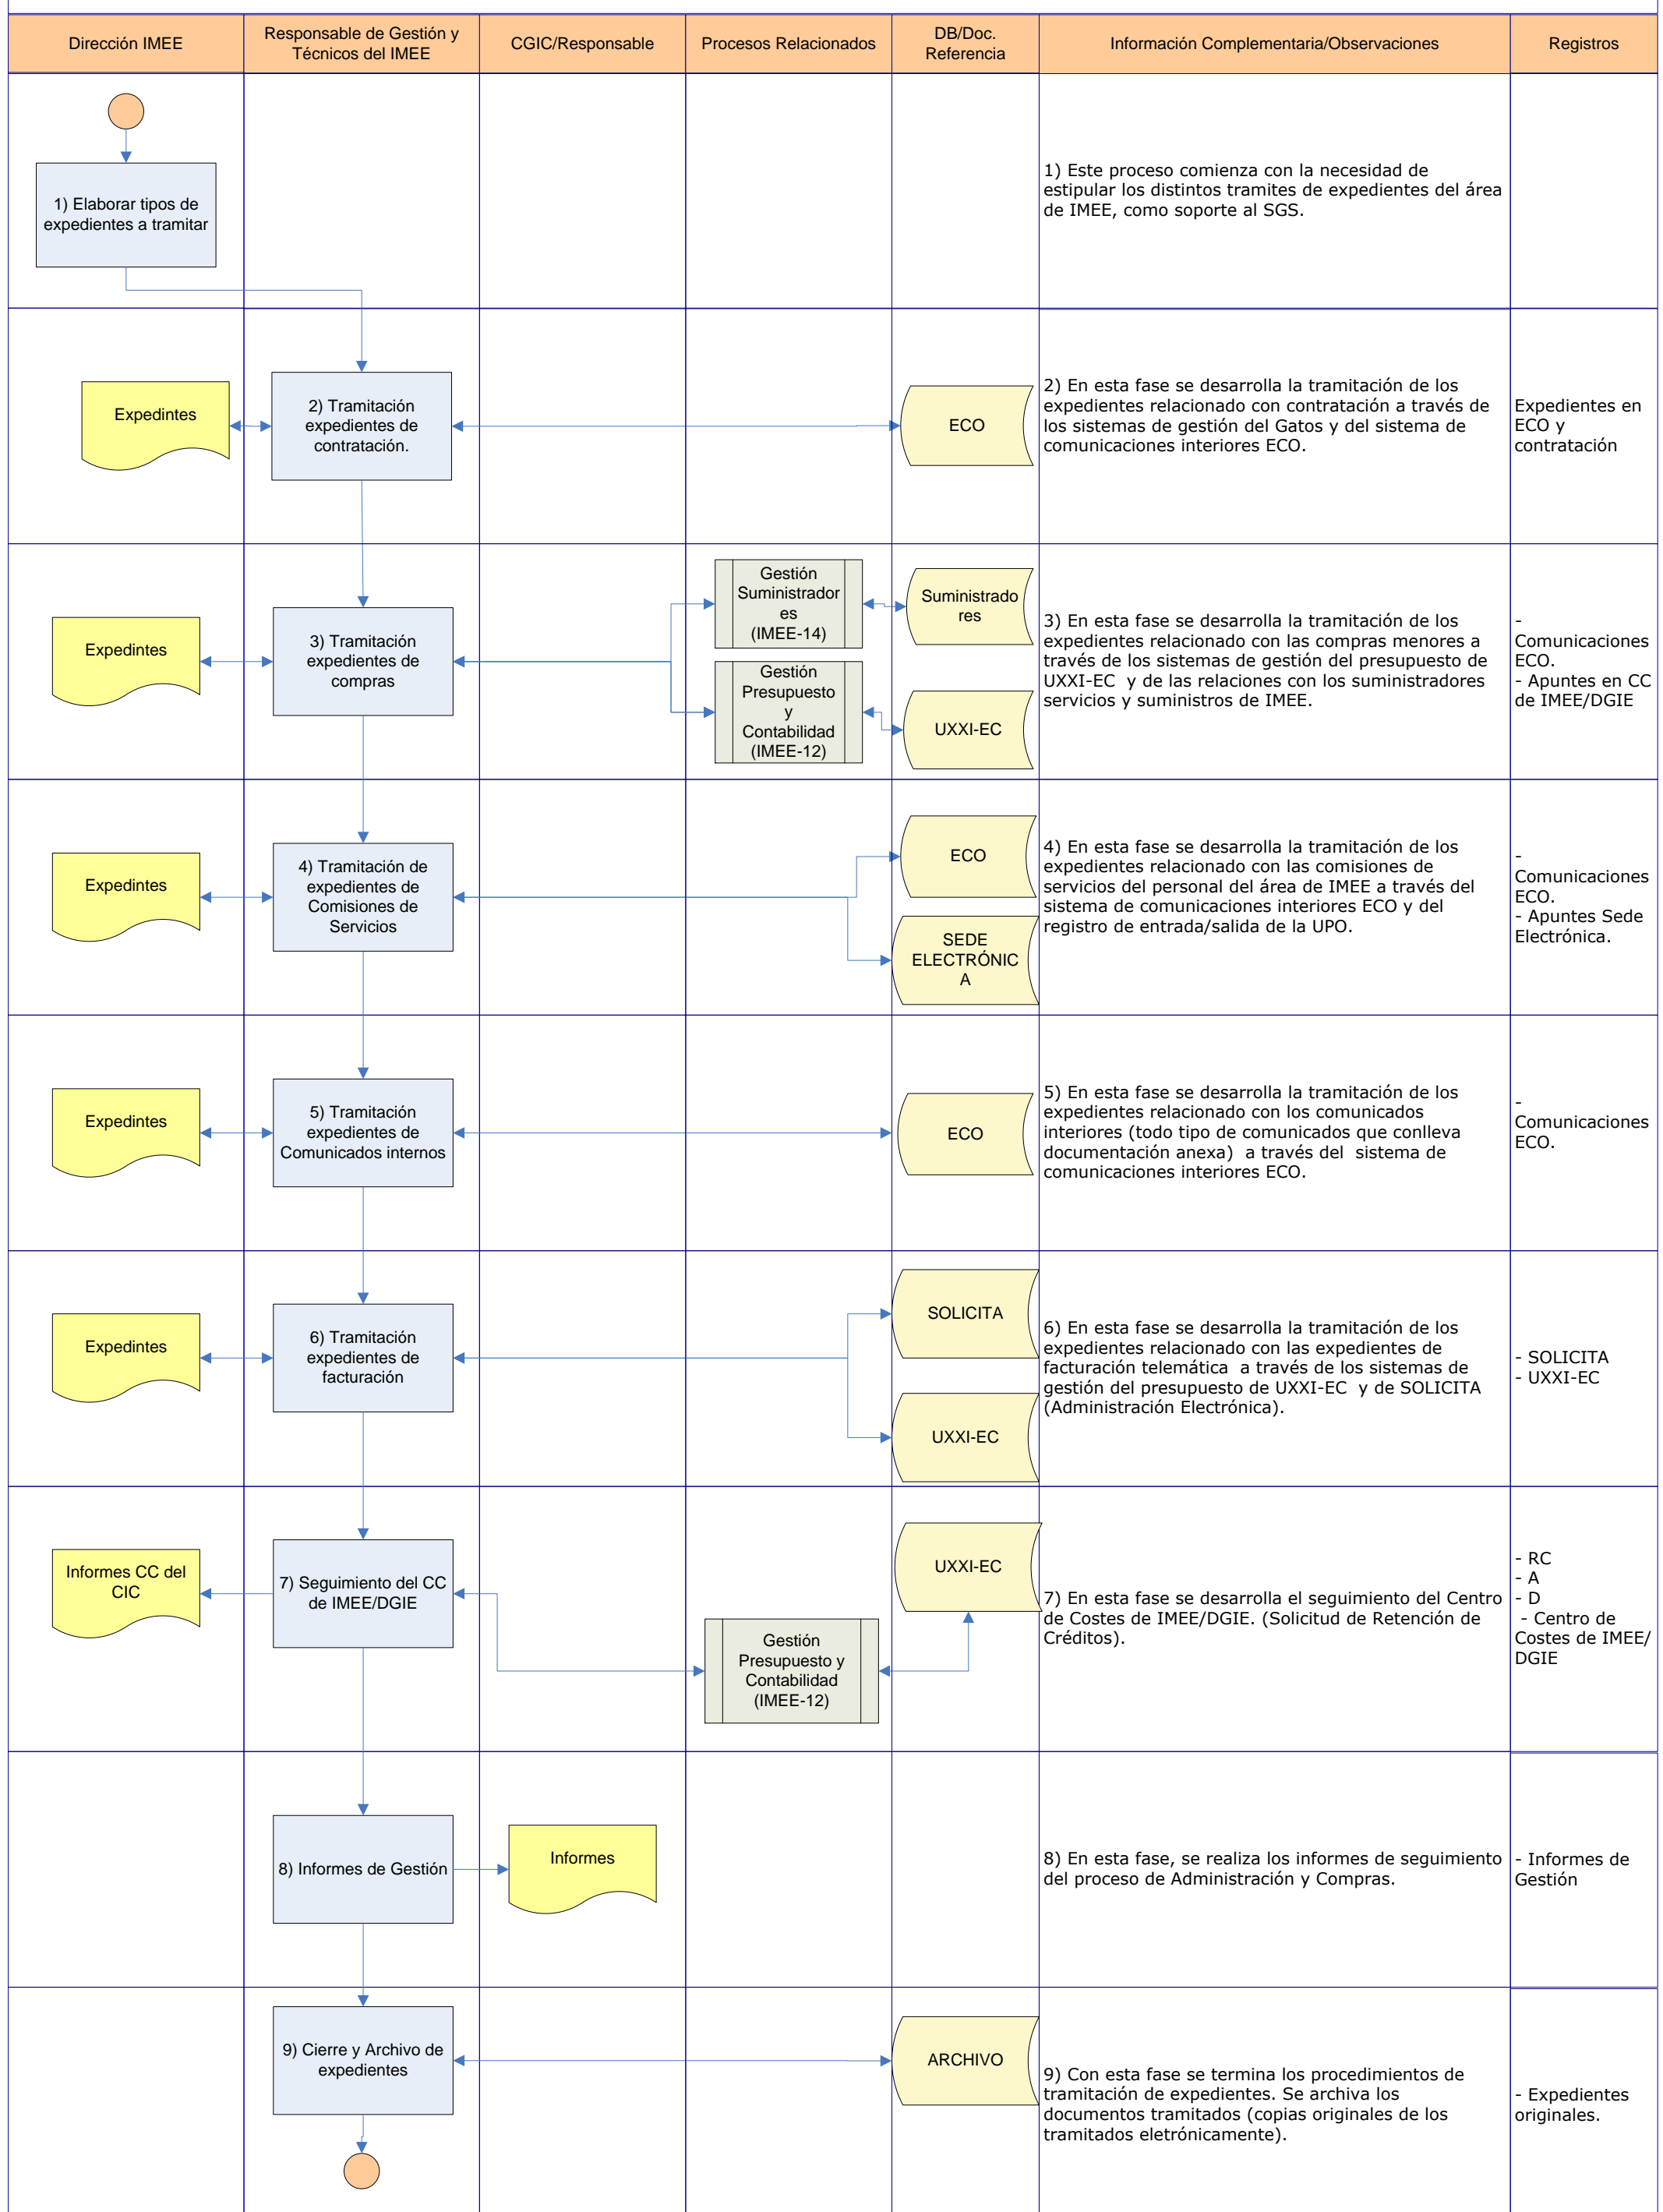 Dirección IMEE
Responsable de Gestión y
Técnicos del IMEE
CGIC/Responsable
Procesos Relacionados
DB/Doc.
Referencia
Información Complementaria/Observaciones
Registros
1) Elaborar tipos de
expedientes a tramitar
1) Este proceso comienza con la necesidad de
estipular los distintos tramites de expedientes del área
de IMEE, como soporte al SGS.
Expedintes
2) Tramitación
expedientes de
contratación.
ECO
2) En esta fase se desarrolla la tramitación de los
expedientes relacionado con contratación a través de
los sistemas de gestión del Gatos y del sistema de
comunicaciones interiores ECO.
Expedientes en
ECO y
contratación
Expedintes
3) Tramitación
expedientes de
compras
Gestión
Suministrador
es
(IMEE-14)
Gestión
Presupuesto
y
Contabilidad
(IMEE-12)
Suministrado
res
UXXI-EC
3) En esta fase se desarrolla la tramitación de los
expedientes relacionado con las compras menores a
través de los sistemas de gestión del presupuesto de
UXXI-EC  y de las relaciones con los suministradores
servicios y suministros de IMEE.
-
Comunicaciones
ECO.
- Apuntes en CC
de IMEE/DGIE
Expedintes
4) Tramitación de
expedientes de
Comisiones de
Servicios
ECO
SEDE
ELECTRÓNIC
A
4) En esta fase se desarrolla la tramitación de los
expedientes relacionado con las comisiones de
servicios del personal del área de IMEE a través del
sistema de comunicaciones interiores ECO y del
registro de entrada/salida de la UPO.
-
Comunicaciones
ECO.
- Apuntes Sede
Electrónica.
Expedintes
5) Tramitación
expedientes de
Comunicados internos
ECO
5) En esta fase se desarrolla la tramitación de los
expedientes relacionado con los comunicados
interiores (todo tipo de comunicados que conlleva
documentación anexa)  a través del  sistema de
comunicaciones interiores ECO.
-
Comunicaciones
ECO.
Expedintes
6) Tramitación
expedientes de
facturación
SOLICITA
UXXI-EC
6) En esta fase se desarrolla la tramitación de los
expedientes relacionado con las expedientes de
facturación telemática  a través de los sistemas de
gestión del presupuesto de UXXI-EC  y de SOLICITA
(Administración Electrónica).
- SOLICITA
- UXXI-EC
Informes CC del
CIC
7) Seguimiento del CC
de IMEE/DGIE
Gestión
Presupuesto y
Contabilidad
(IMEE-12)
UXXI-EC
7) En esta fase se desarrolla el seguimiento del Centro
de Costes de IMEE/DGIE. (Solicitud de Retención de
Créditos).
- RC
- A
- D
- Centro de
Costes de IMEE/
DGIE
8) Informes de Gestión
Informes
8) En esta fase, se realiza los informes de seguimiento
del proceso de Administración y Compras.
- Informes de
Gestión
9) Cierre y Archivo de
expedientes
ARCHIVO
9) Con esta fase se termina los procedimientos de
tramitación de expedientes. Se archiva los
documentos tramitados (copias originales de los
tramitados eletrónicamente).
- Expedientes
originales.